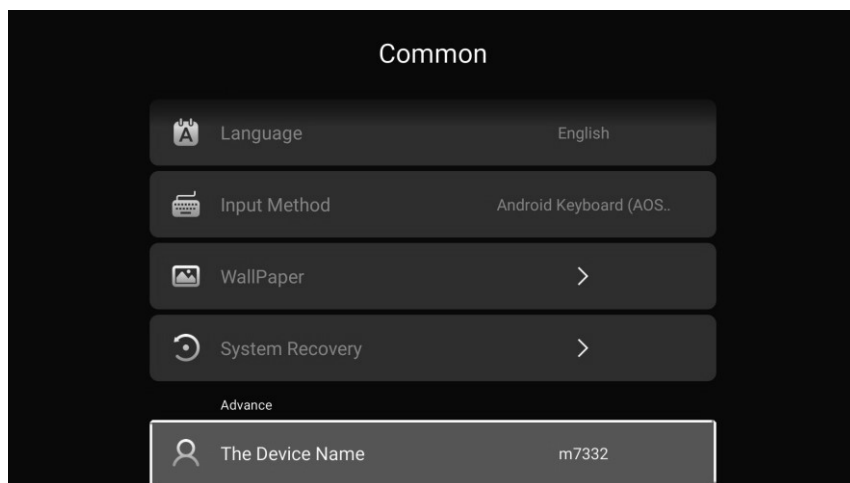 Common
Language English
Input Method Android Keyboard (AOS..
WallPaper
System Recovery
Advance
The Device Name m7332